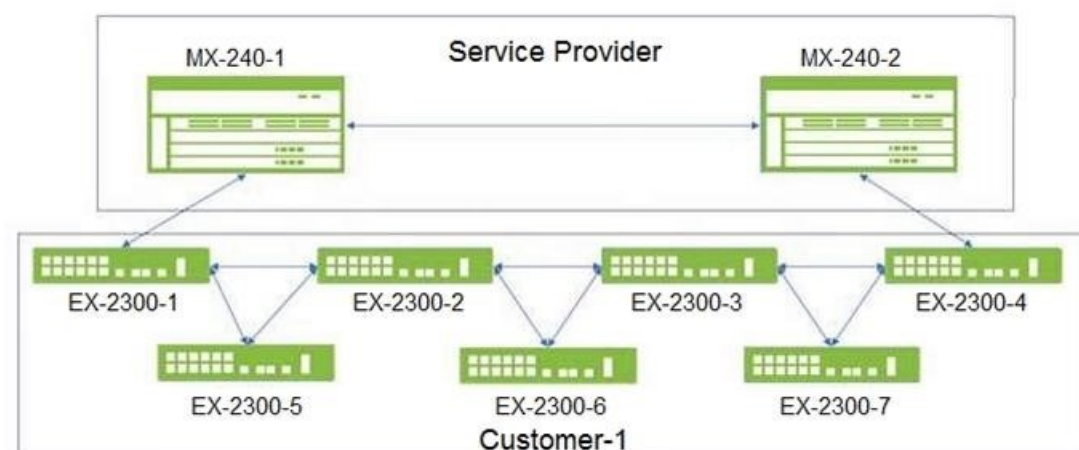 Service Provider
MX-240-1
MX-240-2
EX-2300-1
EX-2300-2
EX-2300-3
EX-2300-4
EX-2300-5
EX-2300-6
EX-2300-7
Customer-1